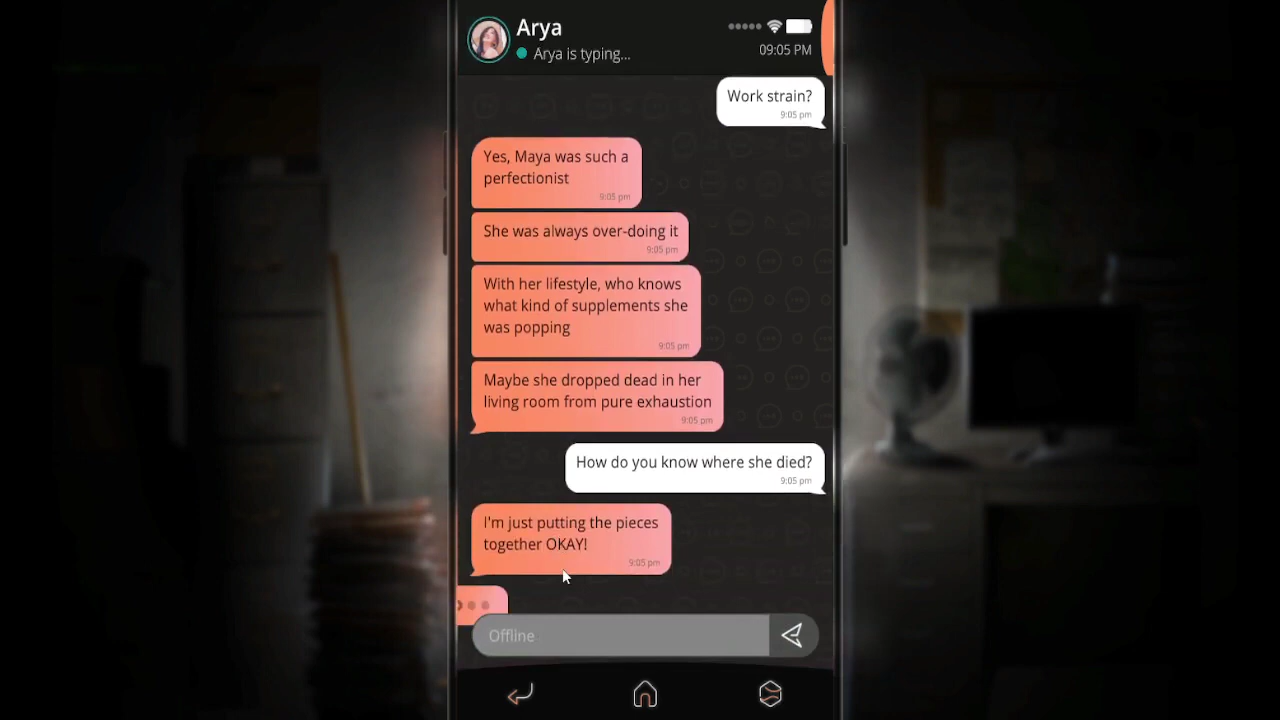 Arya
Arya is typing...
09:05 PM
Work strain?
9:05 pm
Yes, Maya was such a
perfectionist
9:05 pm
She was always over-doing it
9:05 pm
With her lifestyle, who knows
what kind of supplements she
was popping
9:05 pm
Maybe she dropped dead in her
living room from pure exhaustion
9:05 pm
How do you know where she died?
9:05 pm
I'm just putting the pieces
together OKAY!
9:05 pm
Offline